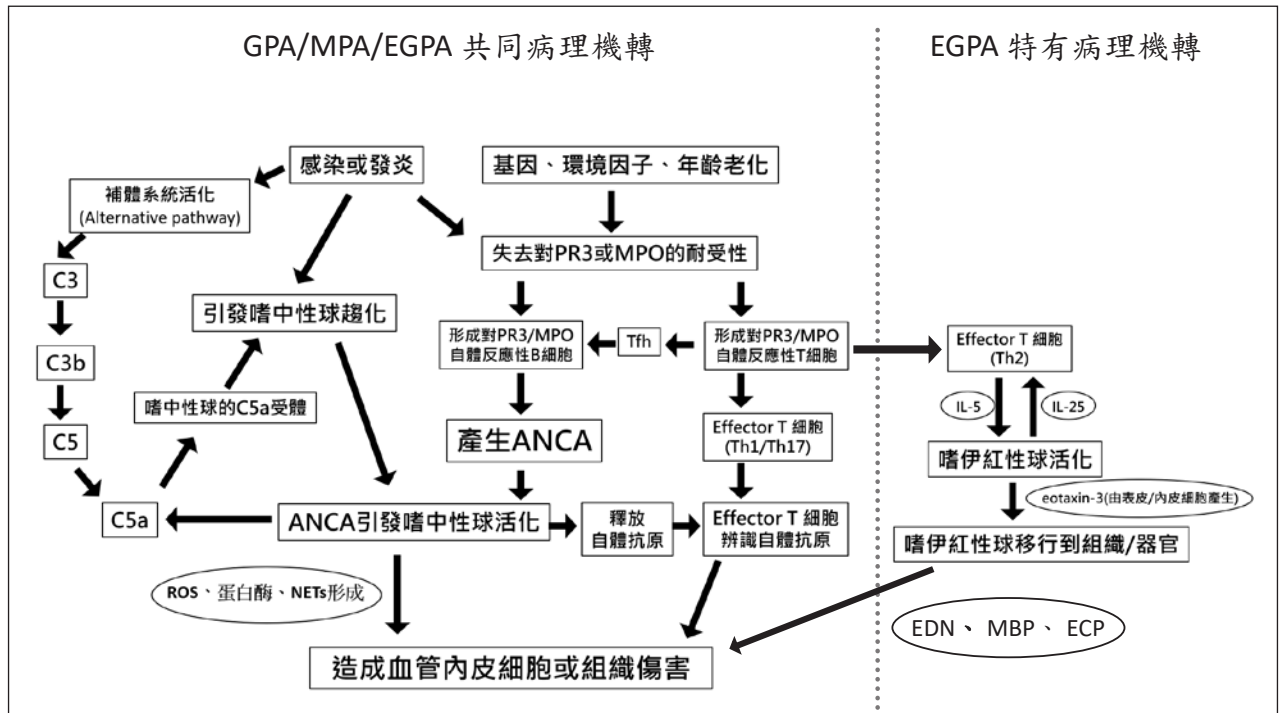 GPA/MPA/EGPA 共同病理機轉
EGPA 特有病理機轉
感染或發炎
基因、環境因子、年齡老化
補體系統活化
(Alternative pathway)
失去對PR3或MPO的耐受性
C3
引發嗜中性球趨化
形成對PR3/MPO
自體反應性B細胞
Tfh
形成對PR3/MPO
自體反應性T細胞
Effector T 細胞
(Th2)
C3b
嗜中性球的C5a受體
IL-5
IL-25
C5
產生ANCA
Effector T 細胞
(Th1/Th17)
嗜伊紅性球活化
eotaxin-3(由表皮/內皮細胞產生)
C5a
ANCA引發嗜中性球活化
釋放
自體抗原
Effector T 細胞
辨識自體抗原
嗜伊紅性球移行到組織/器官
ROS、蛋白酶、NETs形成
EDN、MBP、ECP
造成血管內皮細胞或組織傷害